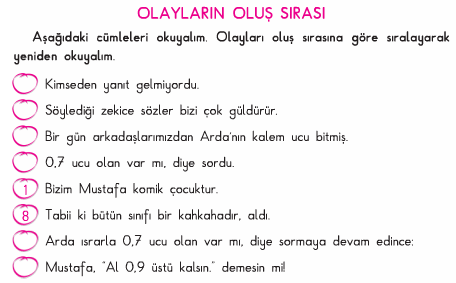 OLAYLARIN OLUŞ SIRASI
Aşağıdaki cümleleri okuyalım. Olayları oluş sırasına göre sıralayarak
yeniden okuyalım.
Kimseden yanıt gelmiyordu.
Söylediği zekice sözler bizi çok güldürür.
Bir gün arkadaşlarımızdan Arda'nın kalem ucu bitmiş.
0,7 ucu olan var mı, diye sordu.
1 Bizim Mustafa komik çocuktur.
8 Tabii ki bütün sınıfı bir kahkahadır, aldı.
Arda ısrarla 0,7 ucu olan var mı, diye sormaya devam edince:
Mustafa, "Al 0,9 üstü kalsın." demesin mi!